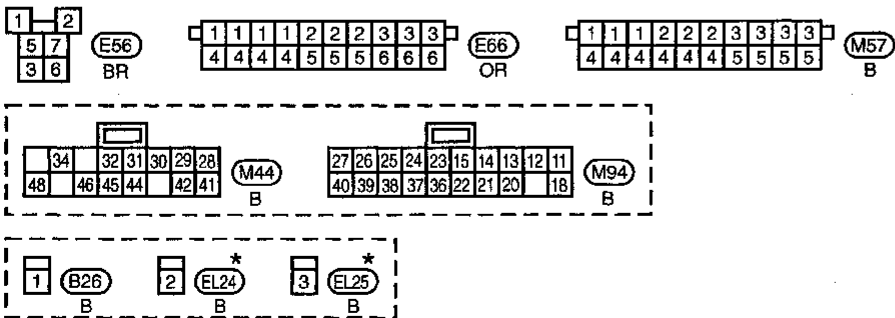 1 2
5 7
3 6
E56
BR
1 1 1 1 2 2 2 3 3 3
4 4 4 4 5 5 5 6 6 6
E66
OR
1 1 1 2 2 2 3 3 3 3
4 4 4 4 4 4 5 5 5 5
M57
B
34 32 31 30 29 28
48 46 45 44 42 41
M44
B
27 26 25 24 23 15 14 13 12 11
40 39 38 37 36 22 21 20 18
M94
B
1
B26
B
2
*
EL24
B
3
*
EL25
B